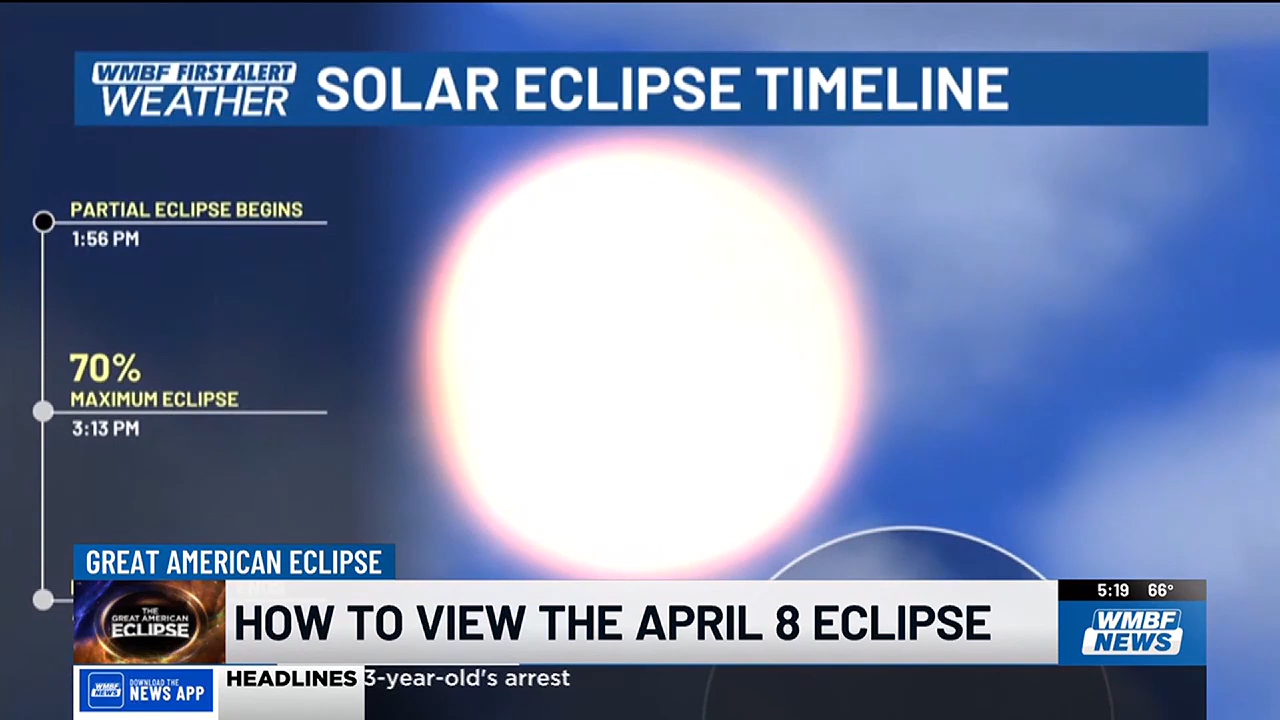 WMBF FIRST ALERT
WEATHER
SOLAR ECLIPSE TIMELINE
PARTIAL ECLIPSE BEGINS
1:56 PM
70%
MAXIMUM ECLIPSE
3:13 PM
GREAT AMERICAN ECLIPSE
THE
GREAT AMERICAN
ECLIPSE
HOW TO VIEW THE APRIL 8 ECLIPSE
5:19 66°
WMBF
NEWS
WMBF
NEWS
DOWNLOAD THE
NEWS APP
HEADLINES
3-year-old's arrest